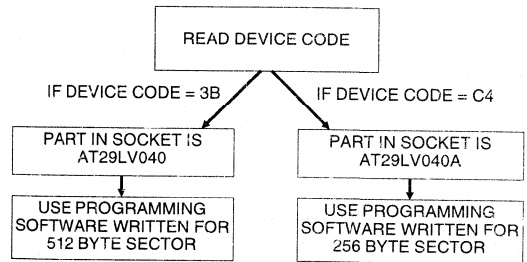 READ DEVICE CODE
IF DEVICE CODE = 3B
IF DEVICE CODE = C4
PART IN SOCKET IS
AT29LV040
PART IN SOCKET IS
AT29LV040A
USE PROGRAMMING
SOFTWARE WRITTEN FOR
512 BYTE SECTOR
USE PROGRAMMING
SOFTWARE WRITTEN FOR
256 BYTE SECTOR